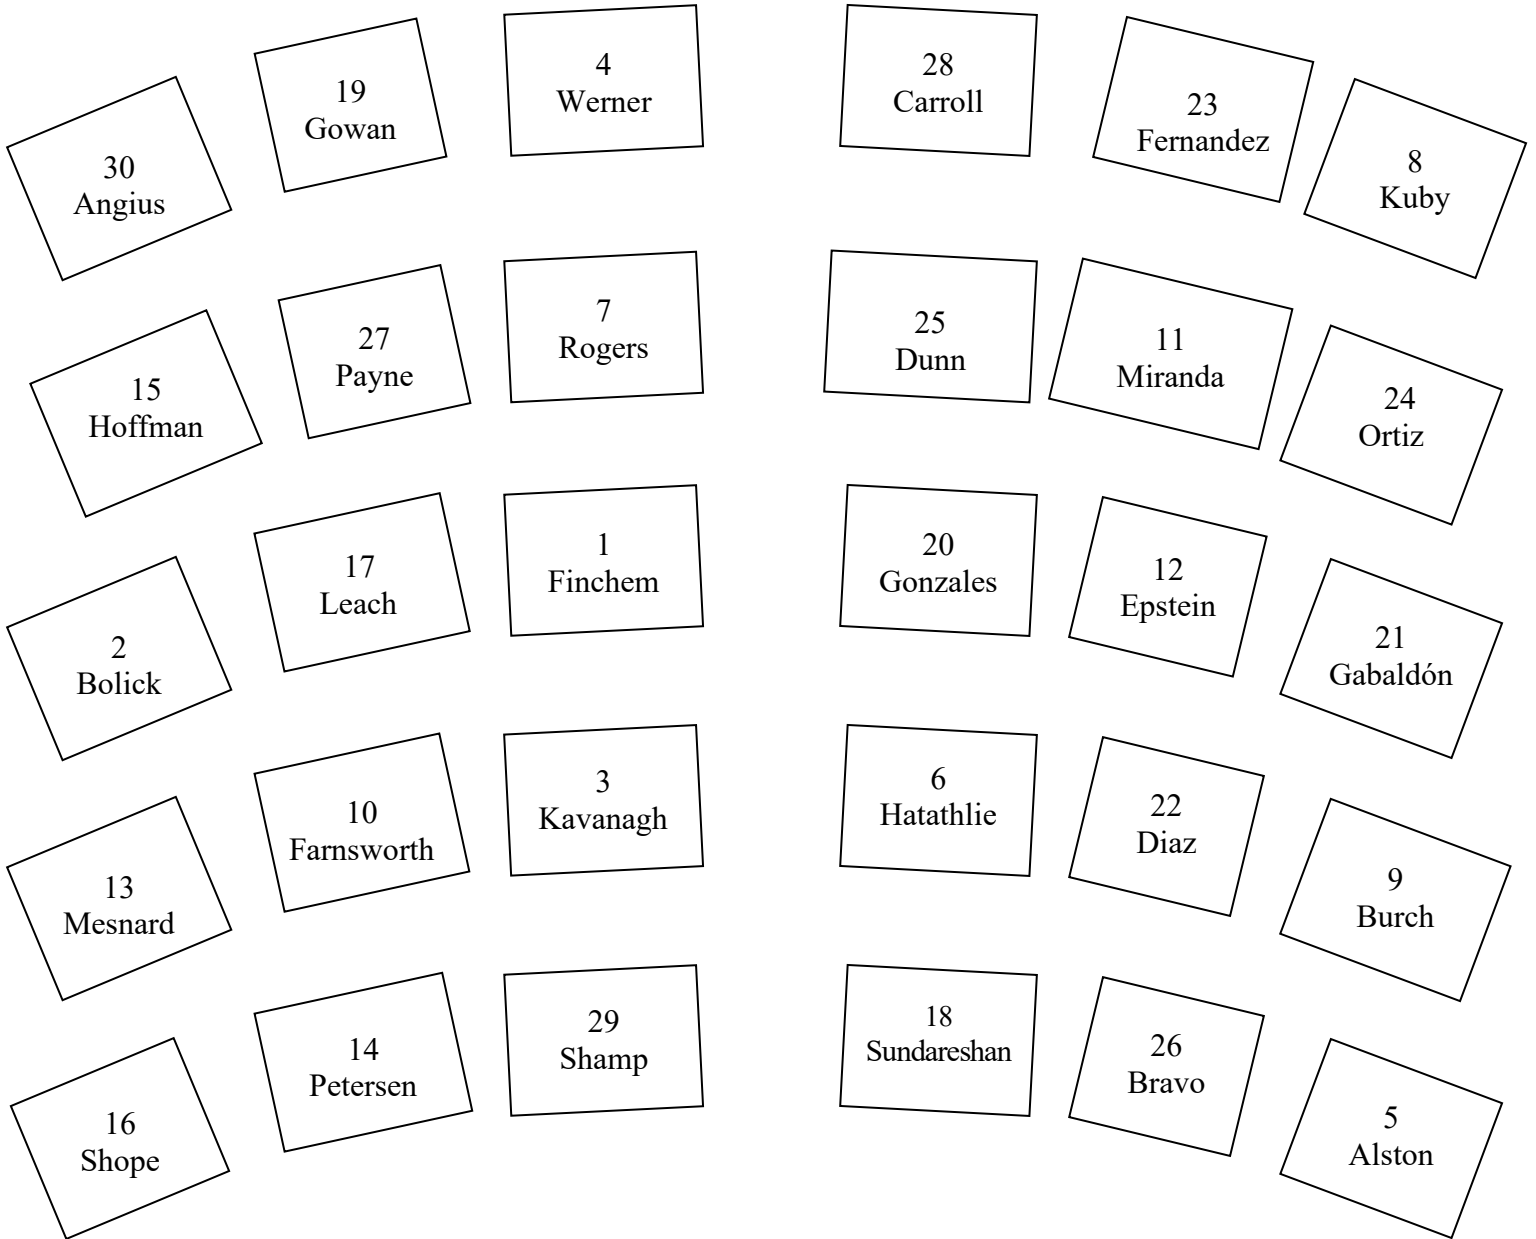 30
Angius
19
Gowan
4
Werner
28
Carroll
23
Fernandez
8
Kuby
15
Hoffman
27
Payne
7
Rogers
25
Dunn
11
Miranda
24
Ortiz
2
Bolick
17
Leach
1
Finchem
20
Gonzales
12
Epstein
21
Gabaldón
13
Mesnard
10
Farnsworth
3
Kavanagh
6
Hatathlie
22
Diaz
9
Burch
16
Shope
14
Petersen
29
Shamp
18
Sundareshan
26
Bravo
5
Alston